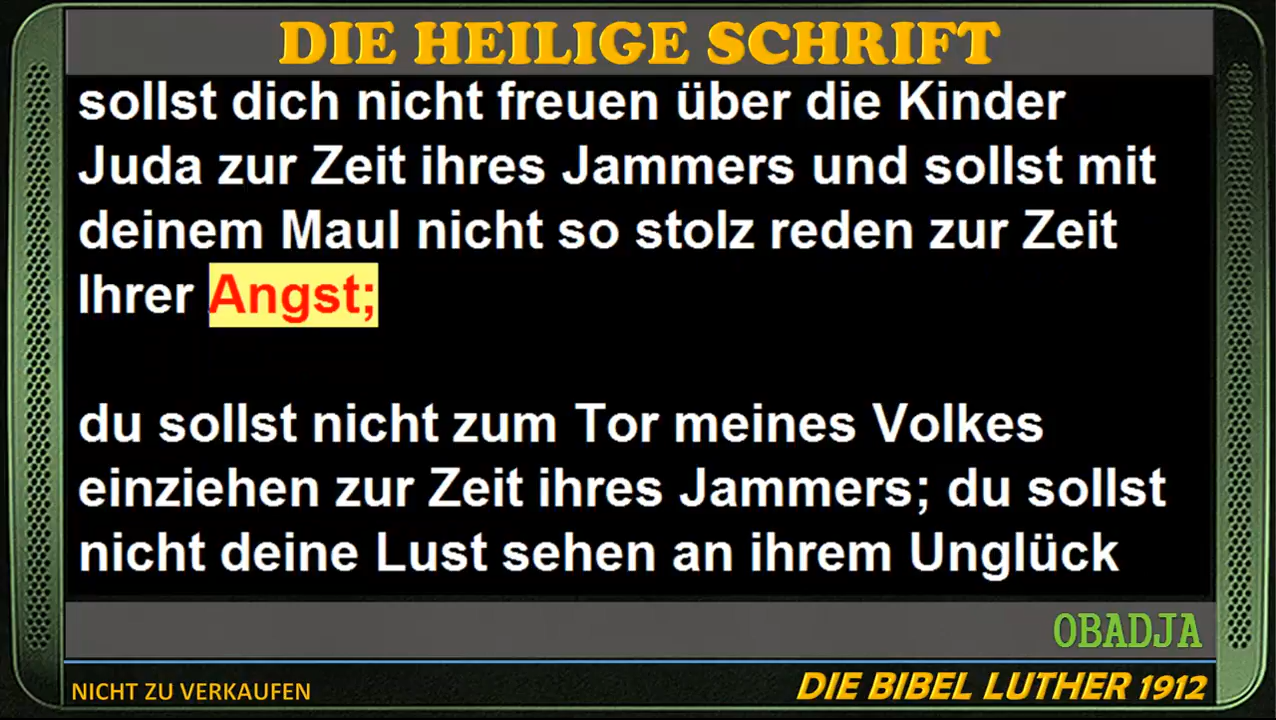 DIE HEILIGE SCHRIFT
sollst dich nicht freuen über die Kinder
Juda zur Zeit ihres Jammers und sollst mit
deinem Maul nicht so stolz reden zur Zeit
Ihrer Angst;
du sollst nicht zum Tor meines Volkes
einziehen zur Zeit ihres Jammers; du sollst
nicht deine Lust sehen an ihrem Unglück
OBADJA
NICHT ZU VERKAUFEN
DIE BIBEL LUTHER 1912